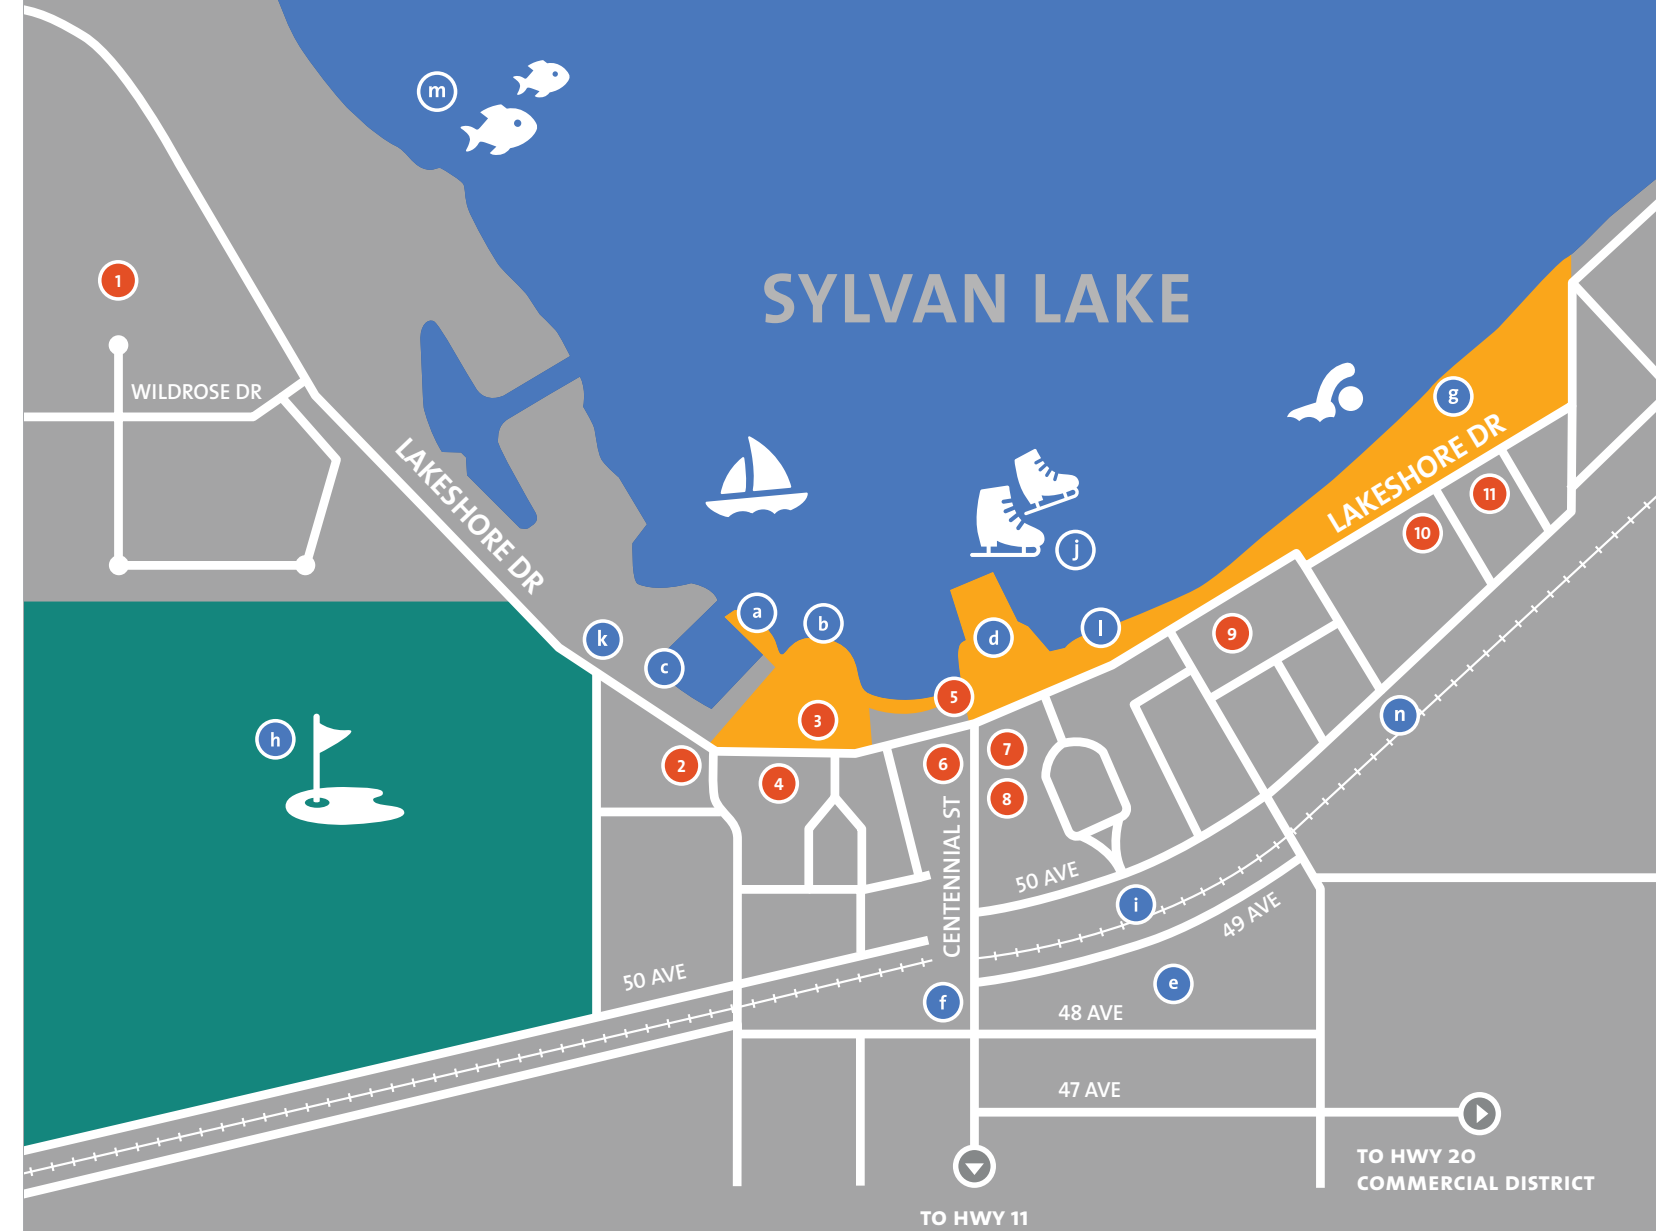 m
SYLVAN LAKE
1
WILDROSE DR
LAKESHORE DR
g
LAKESHORE DR
11
10
j
a
b
k
c
d
l
9
h
2
3
4
5
6
7
8
n
CENTENNIAL ST
50 AVE
i
49 AVE
50 AVE
f
e
48 AVE
47 AVE
TO HWY 20
COMMERCIAL DISTRICT
TO HWY 11